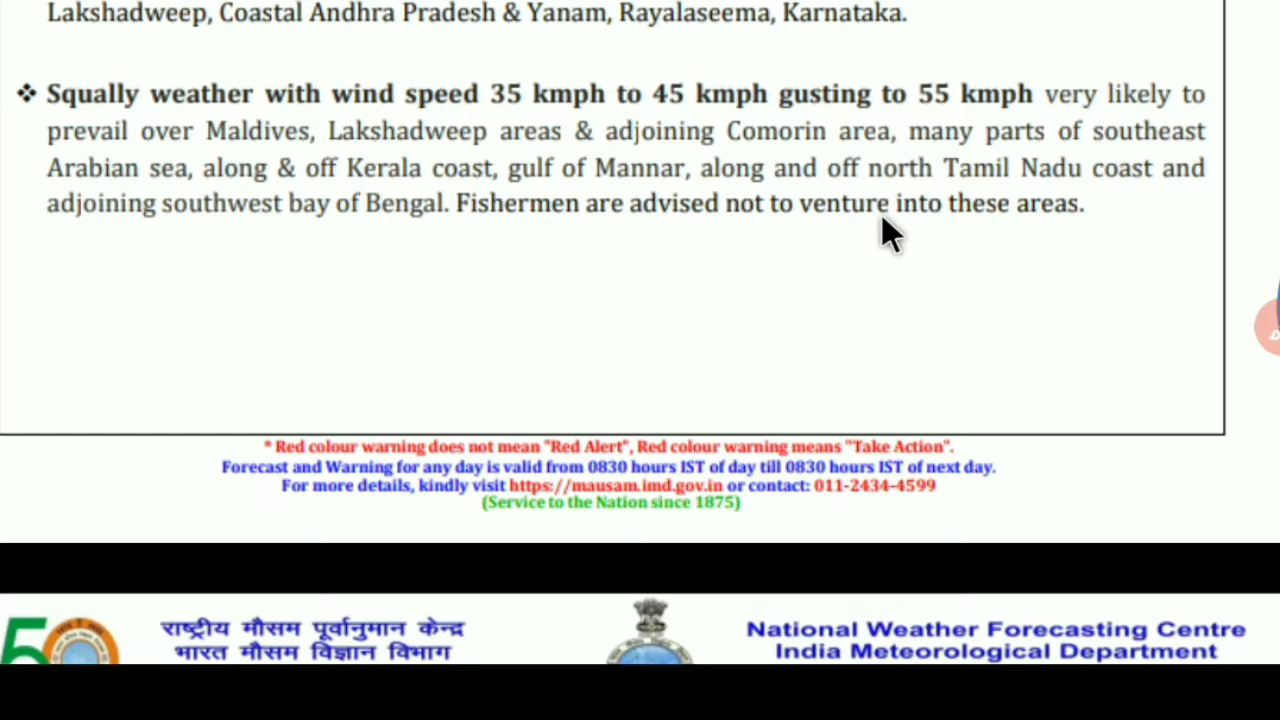 Lakshadweep, Coastal Andhra Pradesh & Yanam, Rayalaseema, Karnataka.
❖ Squally weather with wind speed 35 kmph to 45 kmph gusting to 55 kmph very likely to
prevail over Maldives, Lakshadweep areas & adjoining Comorin area, many parts of southeast
Arabian sea, along & off Kerala coast, gulf of Mannar, along and off north Tamil Nadu coast and
adjoining southwest bay of Bengal. Fishermen are advised not to venture into these areas.
* Red colour warning does not mean "Red Alert", Red colour warning means "Take Action".
Forecast and Warning for any day is valid from 0830 hours IST of day till 0830 hours IST of next day.
For more details, kindly visit https://mausam.imd.gov.in or contact: 011-2434-4599
(Service to the Nation since 1875)
राष्ट्रीय मौसम पूर्वानुमान केन्द्र
भारत मौसम विज्ञान विभाग
National Weather Forecasting Centre
India Meteorological Department